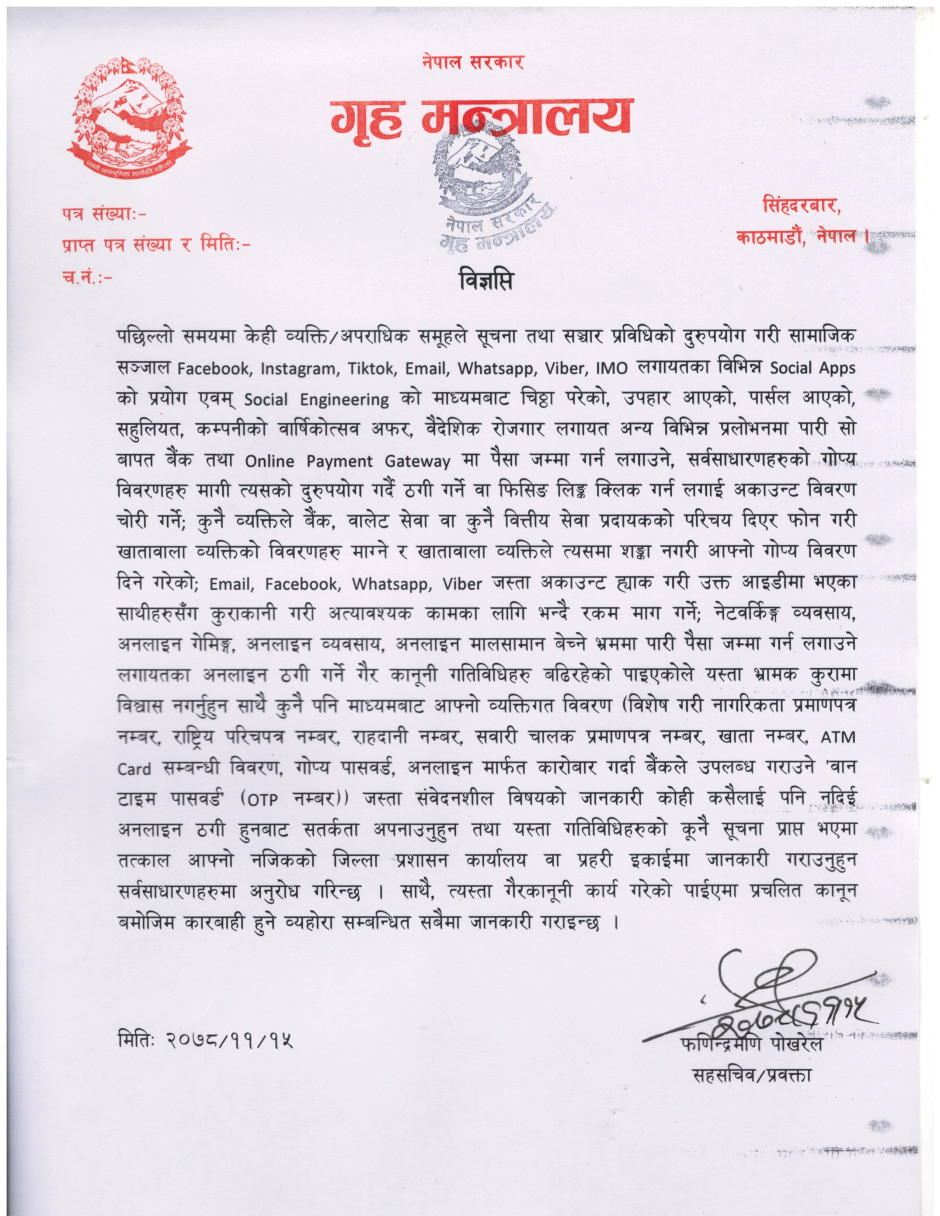 नेपाल सरकार
गृह मन्त्रालय
नेपाल सरकार
गृह मन्त्रालय
पत्र संख्याः-
प्राप्त पत्र संख्या र मितिः-
च.नं.:-
सिंहदरबार,
काठमाडौं, नेपाल ।
विज्ञप्ति
पछिल्लो समयमा केही व्यक्ति/अपराधिक समूहले सूचना तथा सञ्चार प्रविधिको दुरुपयोग गरी सामाजिक
सञ्जाल Facebook, Instagram, Tiktok, Email, Whatsapp, Viber, IMO लगायतका विभिन्न Social Apps
को प्रयोग एवम् Social Engineering को माध्यमबाट चिठ्ठा परेको, उपहार आएको, पार्सल आएको,
सहुलियत, कम्पनीको वार्षिकोत्सव अफर, बैदेशिक रोजगार लगायत अन्य विभिन्न प्रलोभनमा पारी सो
बापत बैंक तथा Online Payment Gateway मा पैसा जम्मा गर्न लगाउने, सर्वसाधारणहरुको गोप्य
विवरणहरु मागी त्यसको दुरुपयोग गर्दै ठगी गर्ने वा फिसिङ लिङ्क क्लिक गर्न लगाई अकाउन्ट विवरण
चोरी गर्ने; कुनै व्यक्तिले बैंक, वालेट सेवा वा कुनै वित्तीय सेवा प्रदायकको परिचय दिएर फोन गरी
खातावाला व्यक्तिको विवरणहरु माग्ने र खातावाला व्यक्तिले त्यसमा शङ्का नगरी आफ्नो गोप्य विवरण
दिने गरेको; Email, Facebook, Whatsapp, Viber जस्ता अकाउन्ट ह्याक गरी उक्त आइडीमा भएका
साथीहरुसँग कुराकानी गरी अत्यावश्यक कामका लागि भन्दै रकम माग गर्ने; नेटवर्किङ्ग व्यवसाय,
अनलाइन गेमिङ्ग, अनलाइन व्यवसाय, अनलाइन मालसामान बेच्ने भ्रममा पारी पैसा जम्मा गर्न लगाउने
लगायतका अनलाइन ठगी गर्ने गैर कानूनी गतिविधिहरु बढिरहेको पाइएकोले यस्ता भ्रामक कुरामा
विश्वास नगर्नुहुन साथै कुनै पनि माध्यमबाट आफ्नो व्यक्तिगत विवरण (विशेष गरी नागरिकता प्रमाणपत्र
नम्बर, राष्ट्रिय परिचपत्र नम्बर, राहदानी नम्बर, सवारी चालक प्रमाणपत्र नम्बर, खाता नम्बर, ATM
Card सम्बन्धी विवरण, गोप्य पासवर्ड, अनलाइन मार्फत कारोबार गर्दा बैंकले उपलब्ध गराउने 'वान
टाइम पासवर्ड' (OTP नम्बर)) जस्ता संवेदनशील विषयको जानकारी कोही कसैलाई पनि नदिई
अनलाइन ठगी हुनबाट सतर्कता अपनाउनुहुन तथा यस्ता गतिविधिहरुको कूनै सूचना प्राप्त भएमा
तत्काल आफ्नो नजिकको जिल्ला प्रशासन कार्यालय वा प्रहरी इकाईमा जानकारी गराउनुहुन
सर्वसाधारणहरुमा अनुरोध गरिन्छ । साथै, त्यस्ता गैरकानूनी कार्य गरेको पाईएमा प्रचलित कानून
बमोजिम कारबाही हुने व्यहोरा सम्बन्धित सबैमा जानकारी गराइन्छ ।
मितिः २०७८/११/१५
फणिन्द्रमणि पोखरेल
सहसचिव/प्रवक्ता